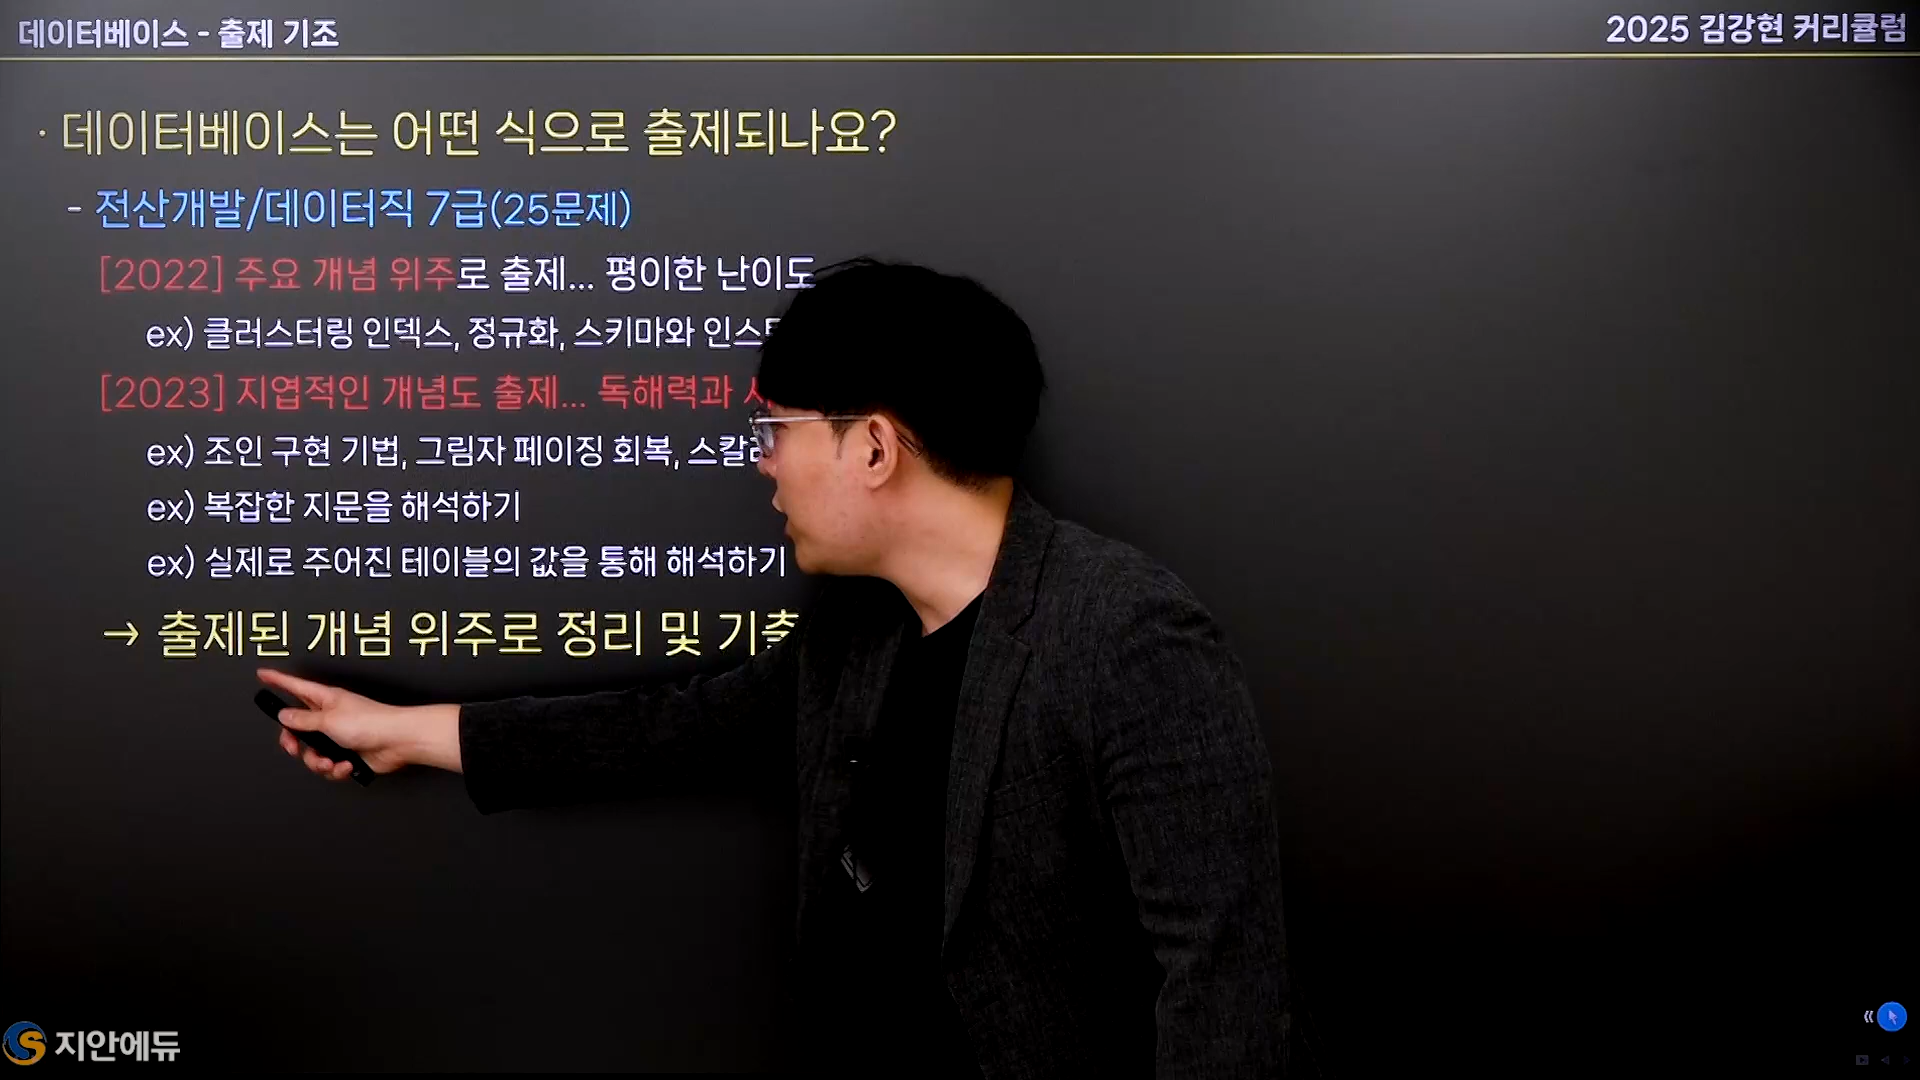 데이터베이스 - 출제 기조
2025 김강현 커리큘럼
· 데이터베이스는 어떤 식으로 출제되나요?
- 전산개발/데이터직 7급(25문제)
[2022] 주요 개념 위주로 출제... 평이한 난이도
ex) 클러스터링 인덱스, 정규화, 스키마와
[2023] 지엽적인 개념도 출제... 독해력과
ex) 조인 구현 기법, 그림자 페이징 회복,
ex) 복잡한 지문을 해석하기
ex) 실제로 주어진 테이블의 값을 통해 해석하기
→ 출제된 개념 위주로 정리 및
지안에듀